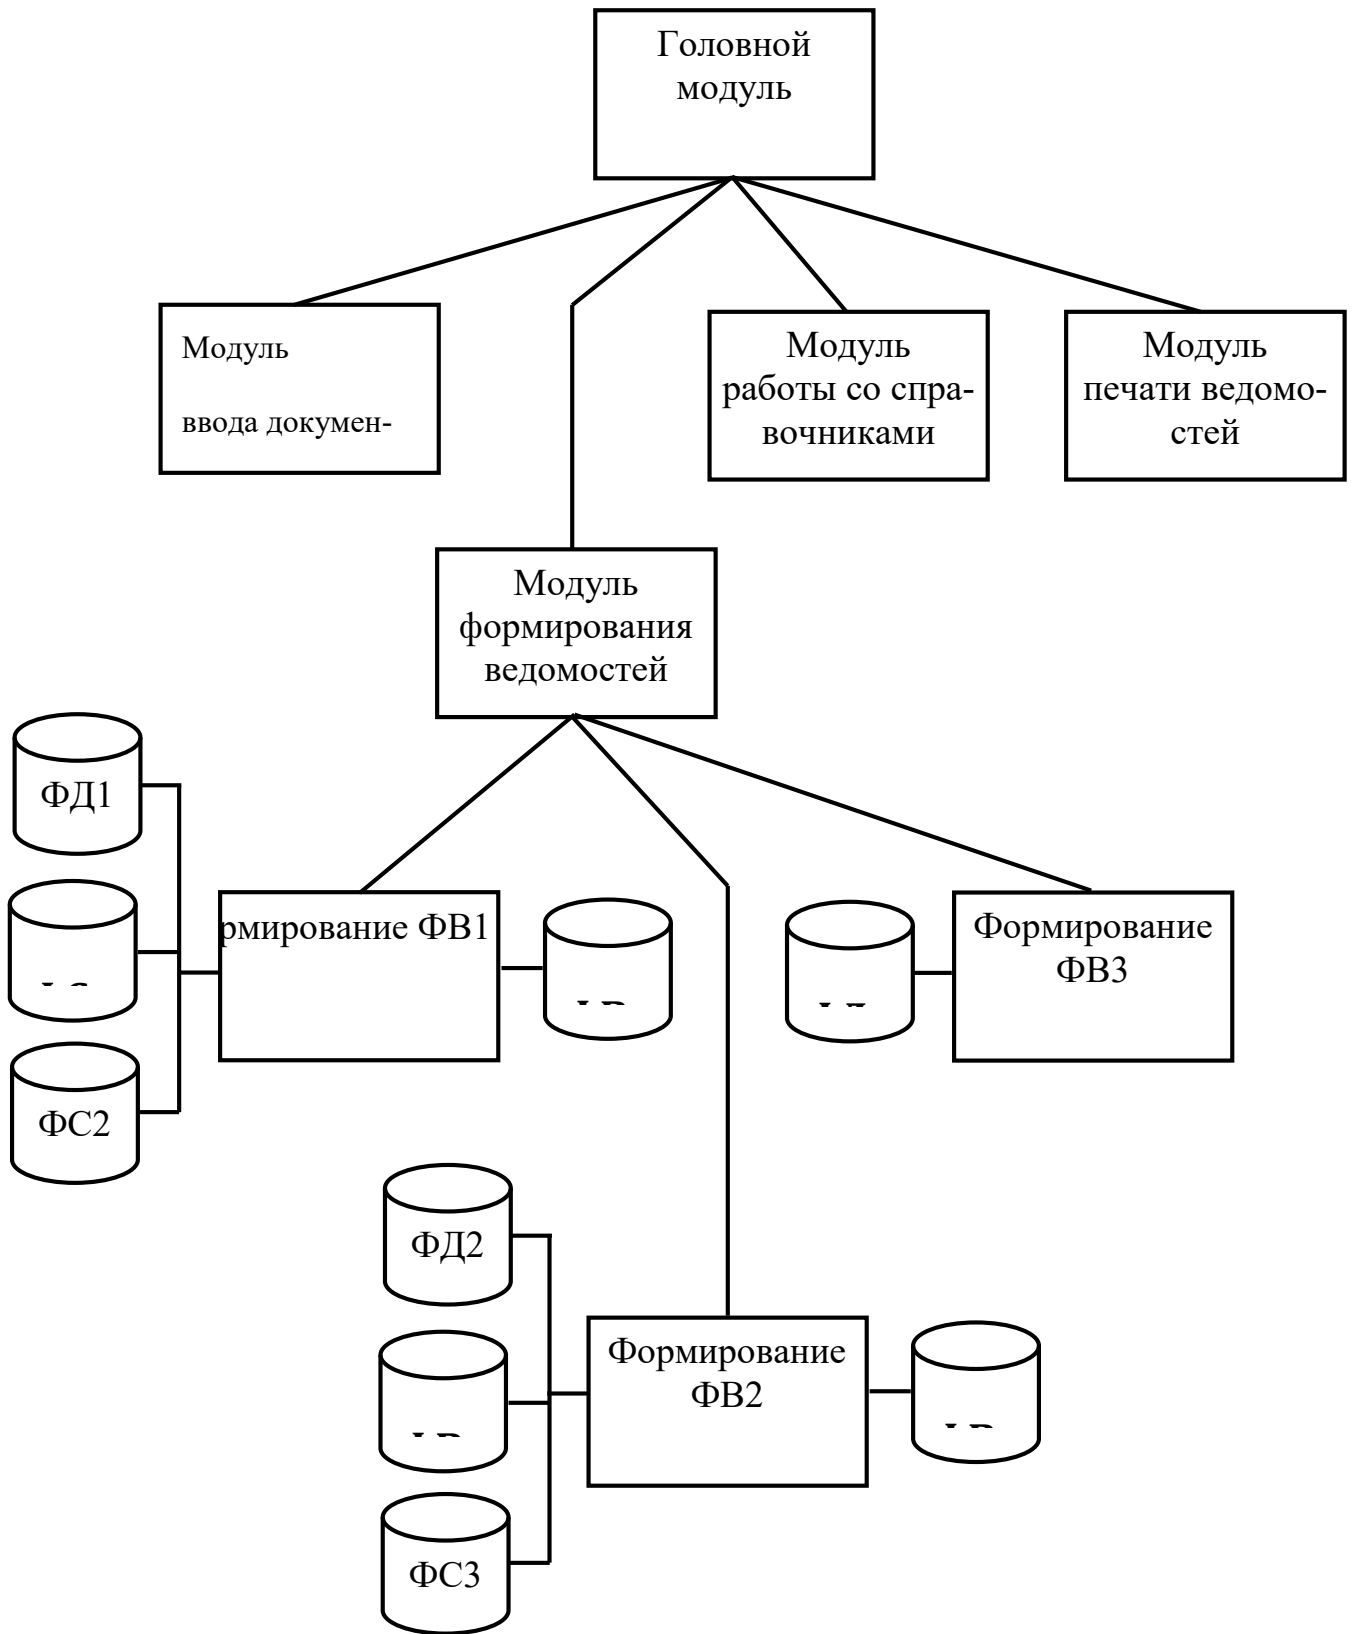 Головной
модуль
Модуль
ввода докумен-
Модуль
работы со спра-
вочниками
Модуль
печати ведомо-
стей
Модуль
формирования
ведомостей
ФД1
рмирование ФВ1
Формирование
ФВ3
ФС2
ФД2
Формирование
ФВ2
ФС3